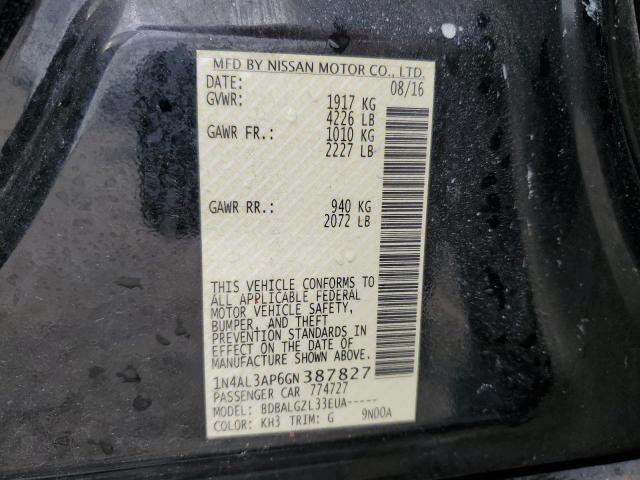 MFD BY NISSAN MOTOR CO., LTD.
DATE: 08/16
GVWR: 1917 KG
4226 LB
GAWR FR.: 1010 KG
2227 LB
GAWR RR.: 940 KG
2072 LB
THIS VEHICLE CONFORMS TO
ALL APPLICABLE FEDERAL
MOTOR VEHICLE SAFETY,
BUMPER, AND THEFT
PREVENTION STANDARDS IN
EFFECT ON THE DATE OF
MANUFACTURE SHOWN ABOVE.
1N4AL3AP6GN387827
PASSENGER CAR 774727
MODEL: BDBALGZL33EUA-----
COLOR: KH3 TRIM: G 9N00A